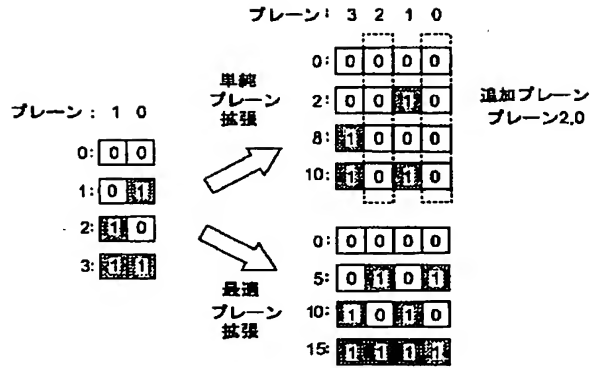 プレーン: 3 2 1 0
0: 0 0 0 0
2: 0 0 1 0
8: 1 0 0 0
10: 1 0 1 0
単純
プレーン
拡張
追加プレーン
プレーン2,0
プレーン: 1 0
0: 0 0
1: 0 1
2: 1 0
3: 1 1
最適
プレーン
拡張
0: 0 0 0 0
5: 0 1 0 1
10: 1 0 1 0
15: 1 1 1 1